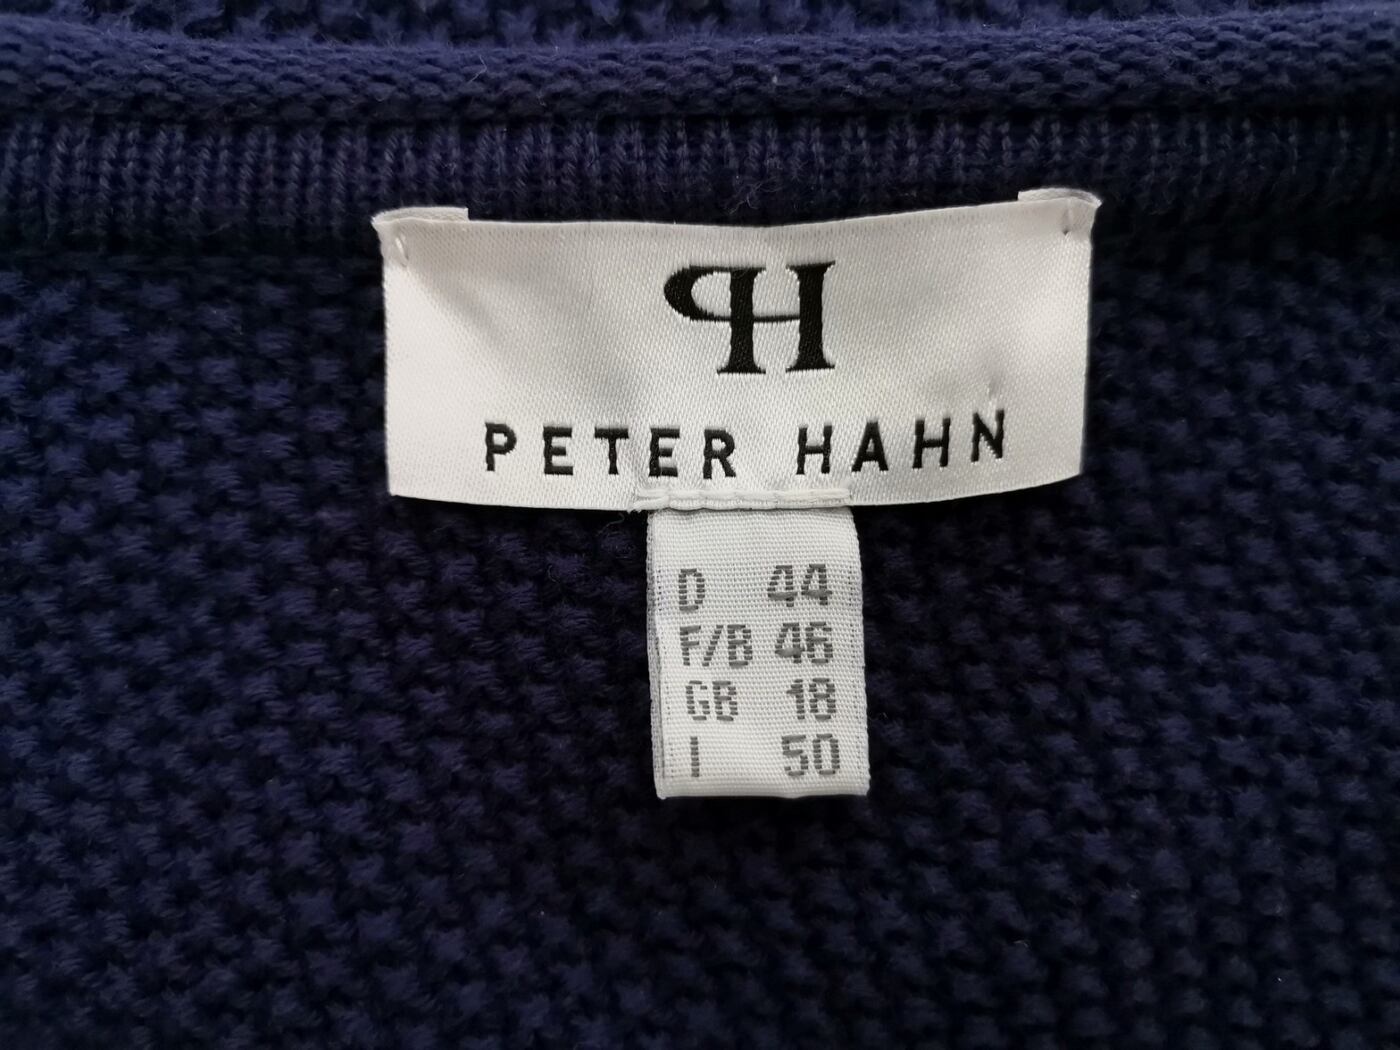 PH
PETER HAHN
D 44
F/B 46
GB 18
I 50